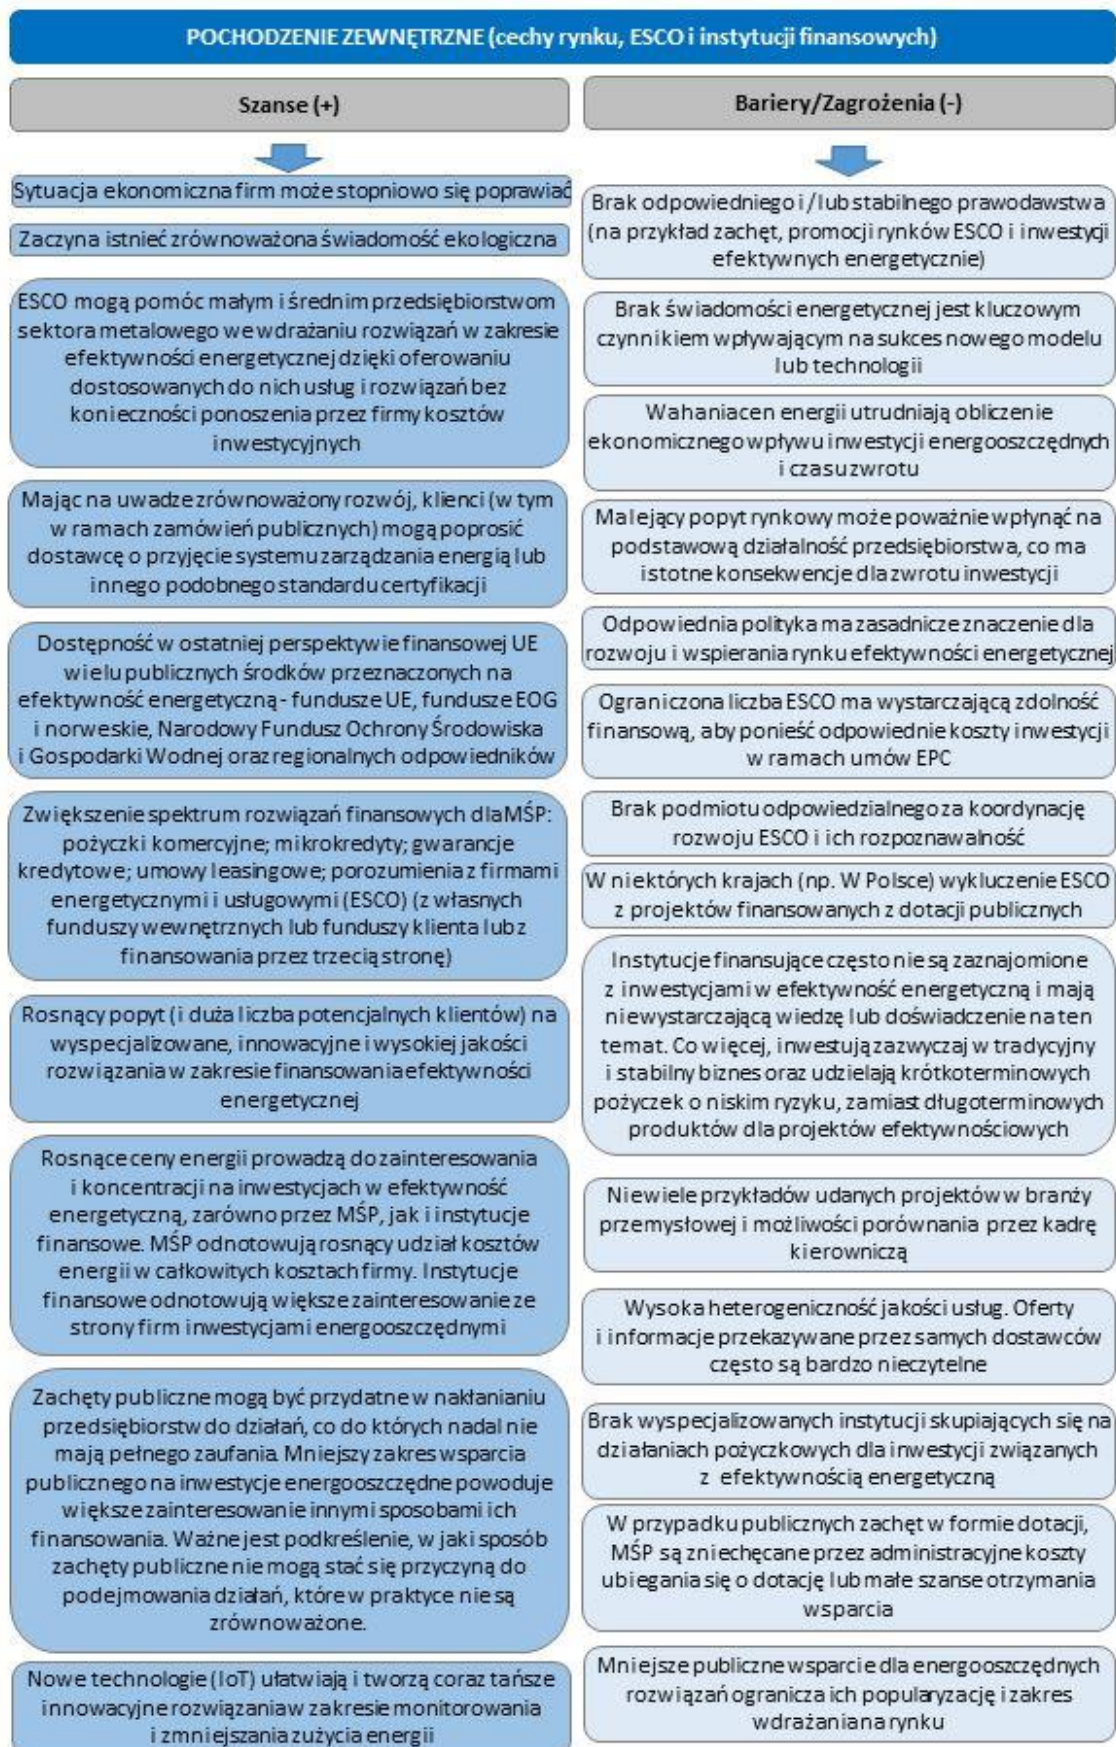 POCHODZENIE ZEWNĘTRZNE (cechy rynku, ESCO i instytucji finansowych)
Szanse (+)
Sytuacja ekonomiczna firm może stopniowo się poprawiać
Zaczyna istnieć zrównoważona świadomość ekologiczna
ESCO mogą pomóc małym i średnim przedsiębiorstwom
sektora metalowego we wdrażaniu rozwiązań w zakresie
efektywności energetycznej dzięki oferowaniu
dostosowanych do nich usług i rozwiązań bez
konieczności ponoszenia przez firmy kosztów
inwestycyjnych
Mając na uwadze zrównoważony rozwój, klienci (w tym
w ramach zamówień publicznych) mogą poprosić
dostawcę o przyjęcie systemu zarządzania energią lub
innego podobnego standardu certyfikacji
Dostępność w ostatniej perspektywie finansowej UE
wielu publicznych środków przeznaczonych na
efektywność energetyczną - fundusze UE, fundusze EOG
i norweskie, Narodowy Fundusz Ochrony Środowiska
i Gospodarki Wodnej oraz regionalnych odpowiedników
Zwiększenie spektrum rozwiązań finansowych dla MŚP:
pożyczki komercyjne; mikrokredyty; gwarancje
kredytowe; umowy leasingowe; porozumienia z firmami
energetycznymi i usługowymi (ESCO) (z własnych
funduszy wewnętrznych lub funduszy klienta lub z
finansowania przez trzecią stronę)
Rosnący popyt (i duża liczba potencjalnych klientów) na
wyspecjalizowane, innowacyjne i wysokiej jakości
rozwiązania w zakresie finansowania efektywności
energetycznej
Rosnące ceny energii prowadzą do zainteresowania
i koncentracji na inwestycjach w efektywność
energetyczną, zarówno przez MŚP, jak i instytucje
finansowe. MŚP odnotowują rosnący udział kosztów
energii w całkowitych kosztach firmy. Instytucje
finansowe odnotowują większe zainteresowanie ze
strony firm inwestycjami energooszczędnymi
Zachęty publiczne mogą być przydatne w nakłanianiu
przedsiębiorstw do działań, co do których nadal nie
mają pełnego zaufania. Mniejszy zakres wsparcia
publicznego na inwestycje energooszczędne powoduje
większe zainteresowanie innymi sposobami ich
finansowania. Ważne jest podkreślenie, w jaki sposób
zachęty publiczne nie mogą stać się przyczyną do
podejmowania działań, które w praktyce nie są
zrównoważone.
Nowe technologie (IoT) ułatwiają i tworzą coraz tańsze
innowacyjne rozwiązania w zakresie monitorowania
i zmniejszania zużycia energii
Bariery/Zagrożenia (-)
Brak odpowiedniego i /lub stabilnego prawodawstwa
(na przykład zachęt, promocji rynków ESCO i inwestycji
efektywnych energetycznie)
Brak świadomości energetycznej jest kluczowym
czynnikiem wpływającym na sukces nowego modelu
lub technologii
Wahania cen energii utrudniają obliczenie
ekonomicznego wpływu inwestycji energooszczędnych
i czasu zwrotu
Malejący popyt rynkowy może poważnie wpłynąć na
podstawową działalność przedsiębiorstwa, co ma
istotne konsekwencje dla zwrotu inwestycji
Odpowiednia polityka ma zasadnicze znaczenie dla
rozwoju i wspierania rynku efektywności energetycznej
Ograniczona liczba ESCO ma wystarczającą zdolność
finansową, aby ponieść odpowiednie koszty inwestycji
w ramach umów EPC
Brak podmiotu odpowiedzialnego za koordynację
rozwoju ESCO i ich rozpoznawalność
W niektórych krajach (np. W Polsce) wykluczenie ESCO
z projektów finansowanych z dotacji publicznych
Instytucje finansujące często nie są zaznajomione
z inwestycjami w efektywność energetyczną i mają
niewystarczającą wiedzę lub doświadczenie na ten
temat. Co więcej, inwestują zazwyczaj w tradycyjny
i stabilny biznes oraz udzielają krótkoterminowych
pożyczek o niskim ryzyku, zamiast długoterminowych
produktów dla projektów efektywnościowych
Niewiele przykładów udanych projektów w branży
przemysłowej i możliwości porównania przez kadrę
kierowniczą
Wysoka heterogeniczność jakości usług. Oferty
i informacje przekazywane przez samych dostawców
często są bardzo nieczytelne
Brak wyspecjalizowanych instytucji skupiających się na
działaniach pożyczkowych dla inwestycji związanych
z efektywnością energetyczną
W przypadku publicznych zachęt w formie dotacji,
MŚP są zniechęcane przez administracyjne koszty
ubiegania się o dotację lub małe szanse otrzymania
wsparcia
Mniejsze publiczne wsparcie dla energooszczędnych
rozwiązań ogranicza ich popularyzację i zakres
wdrażania na rynku